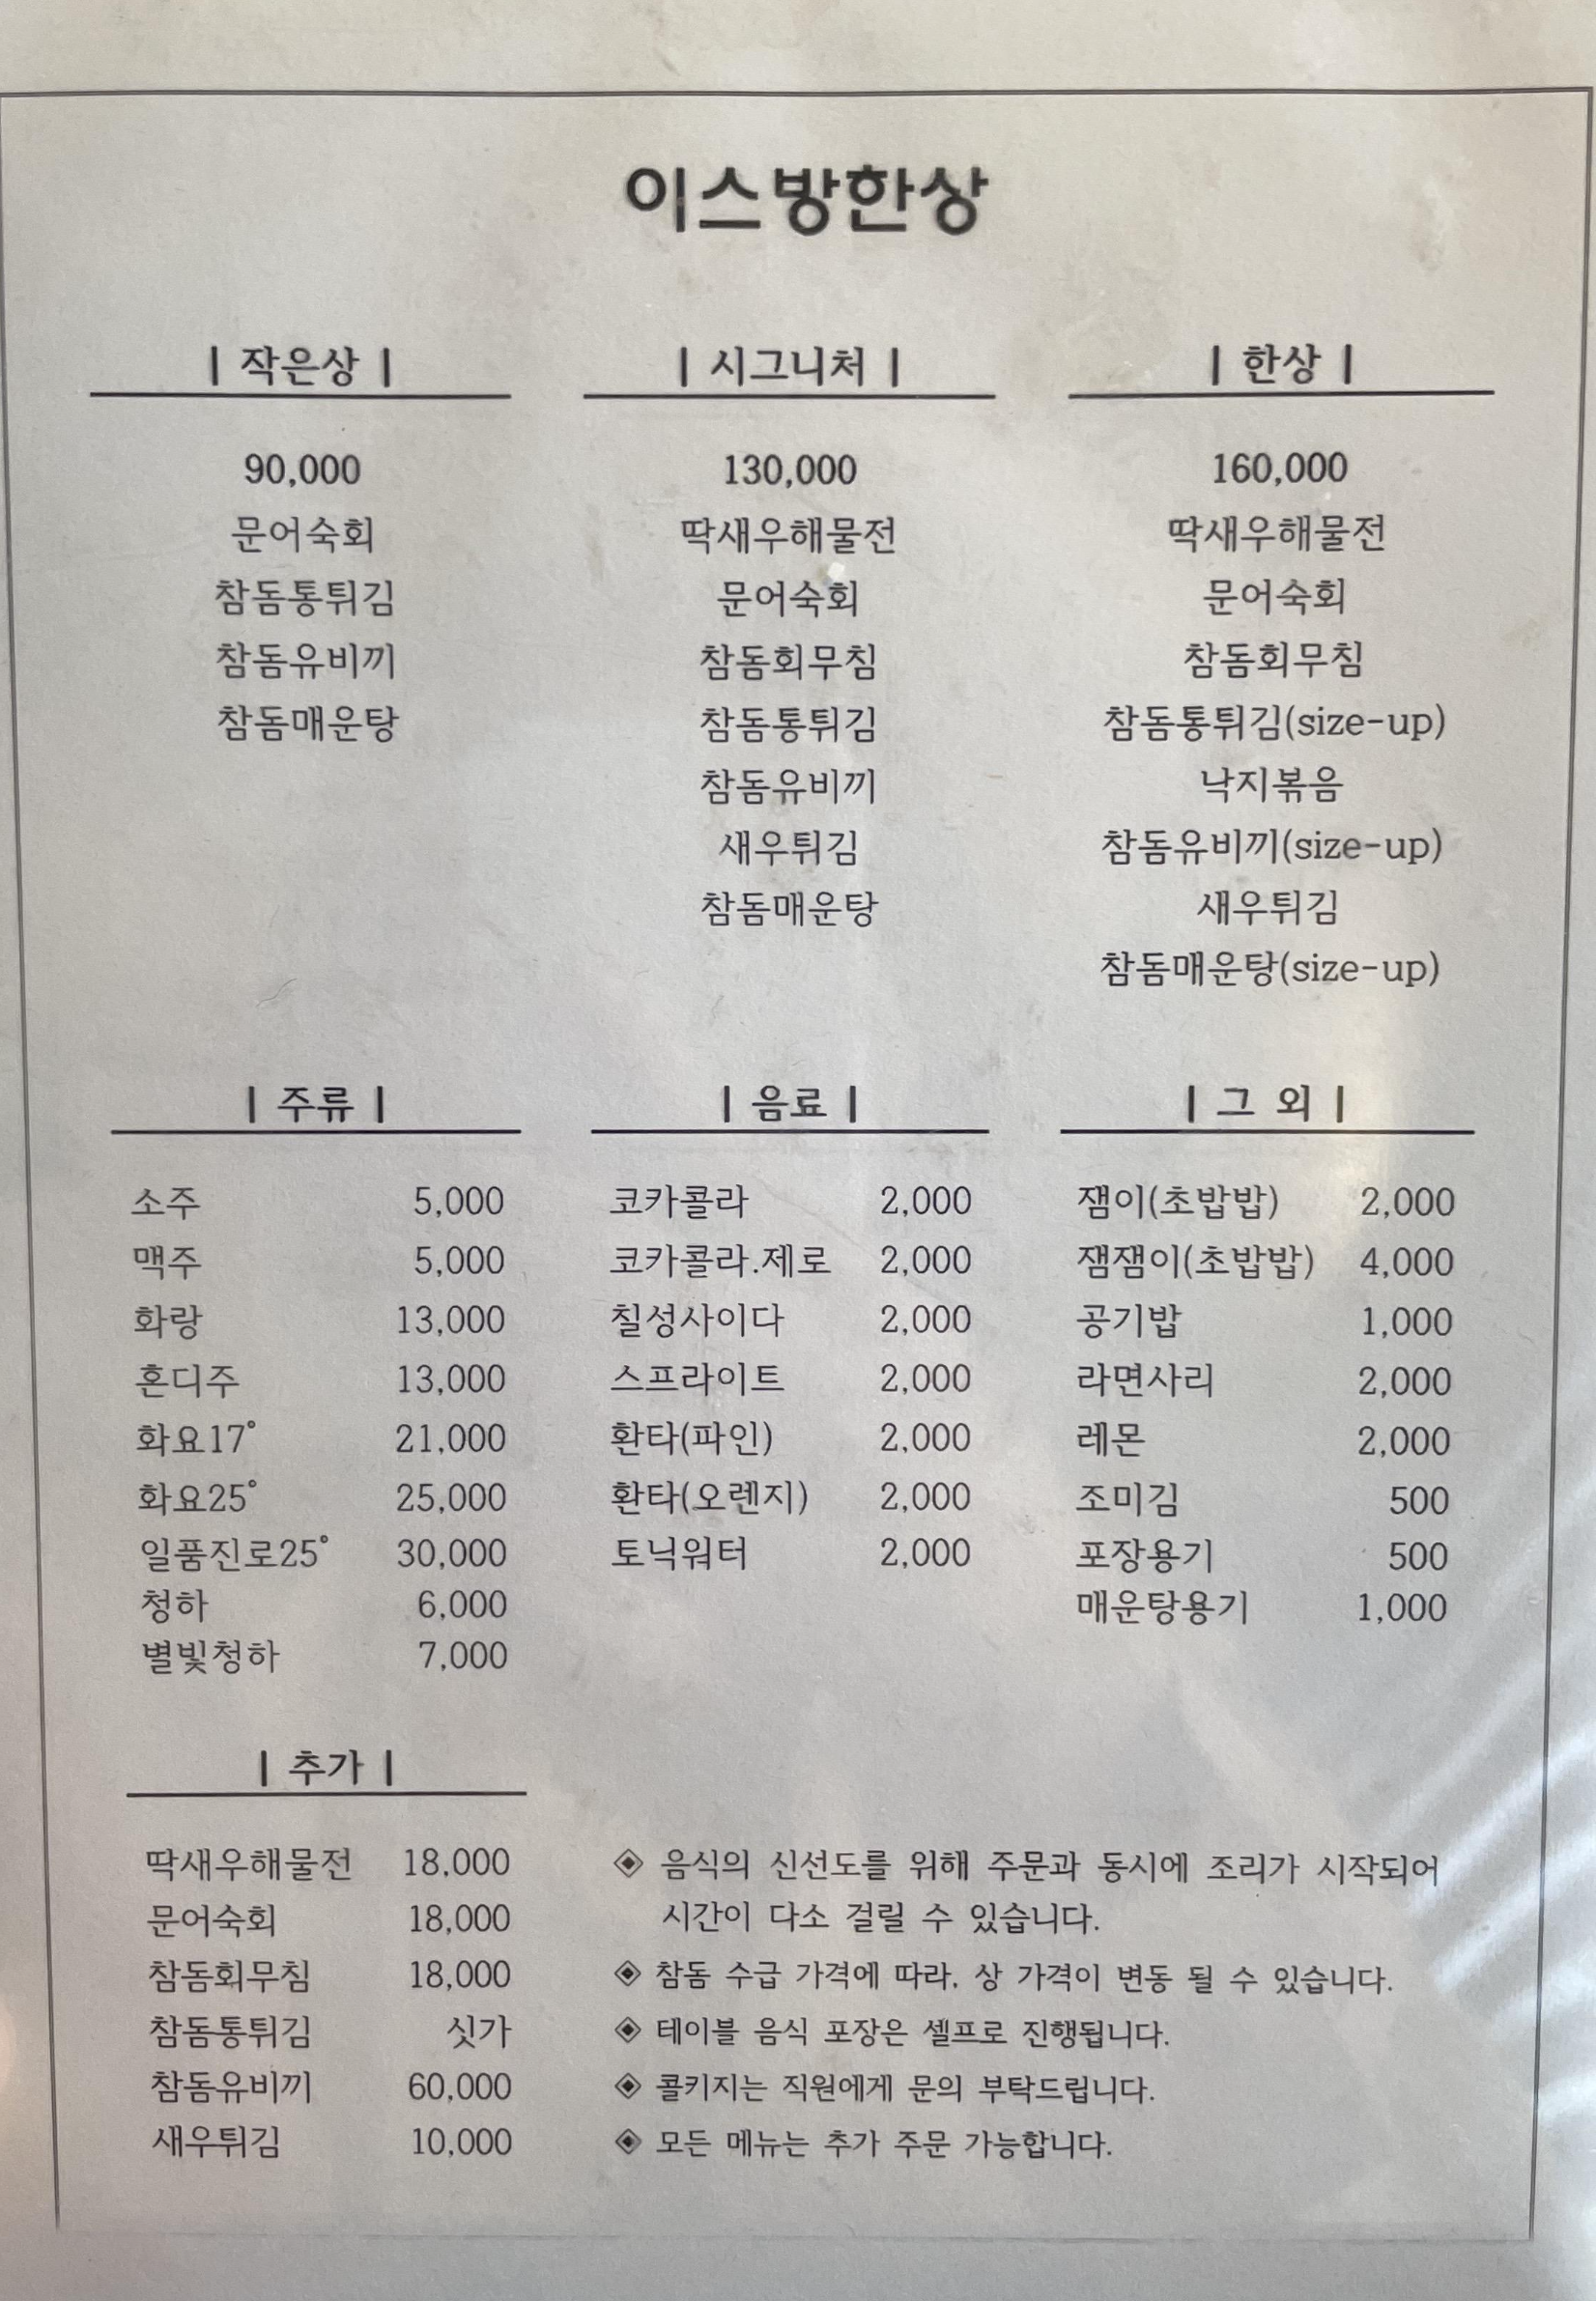 이스방한상
| 작은상 |
90,000
문어숙회
참돔통튀김
참돔유비끼
참돔매운탕
| 시그니처 |
130,000
딱새우해물전
문어숙회
참돔회무침
참돔통튀김
참돔유비끼
새우튀김
참돔매운탕
| 한상 |
160,000
딱새우해물전
문어숙회
참돔회무침
참돔통튀김(size-up)
낙지볶음
참돔유비끼(size-up)
새우튀김
참돔매운탕(size-up)
| 주류 |
소주 5,000
맥주 5,000
화랑 13,000
혼디주 13,000
화요17° 21,000
화요25° 25,000
일품진로25° 30,000
청하 6,000
별빛청하 7,000
| 음료 |
코카콜라 2,000
코카콜라.제로 2,000
칠성사이다 2,000
스프라이트 2,000
환타(파인) 2,000
환타(오렌지) 2,000
토닉워터 2,000
| 그 외 |
잼이(초밥밥) 2,000
잼잼이(초밥밥) 4,000
공기밥 1,000
라면사리 2,000
레몬 2,000
조미김 500
포장용기 500
매운탕용기 1,000
| 추가 |
딱새우해물전 18,000
문어숙회 18,000
참돔회무침 18,000
참돔통튀김 싯가
참돔유비끼 60,000
새우튀김 10,000
◈ 음식의 신선도를 위해 주문과 동시에 조리가 시작되어
시간이 다소 걸릴 수 있습니다.
◈ 참돔 수급 가격에 따라, 상 가격이 변동 될 수 있습니다.
◈ 테이블 음식 포장은 셀프로 진행됩니다.
◈ 콜키지는 직원에게 문의 부탁드립니다.
◈ 모든 메뉴는 추가 주문 가능합니다.